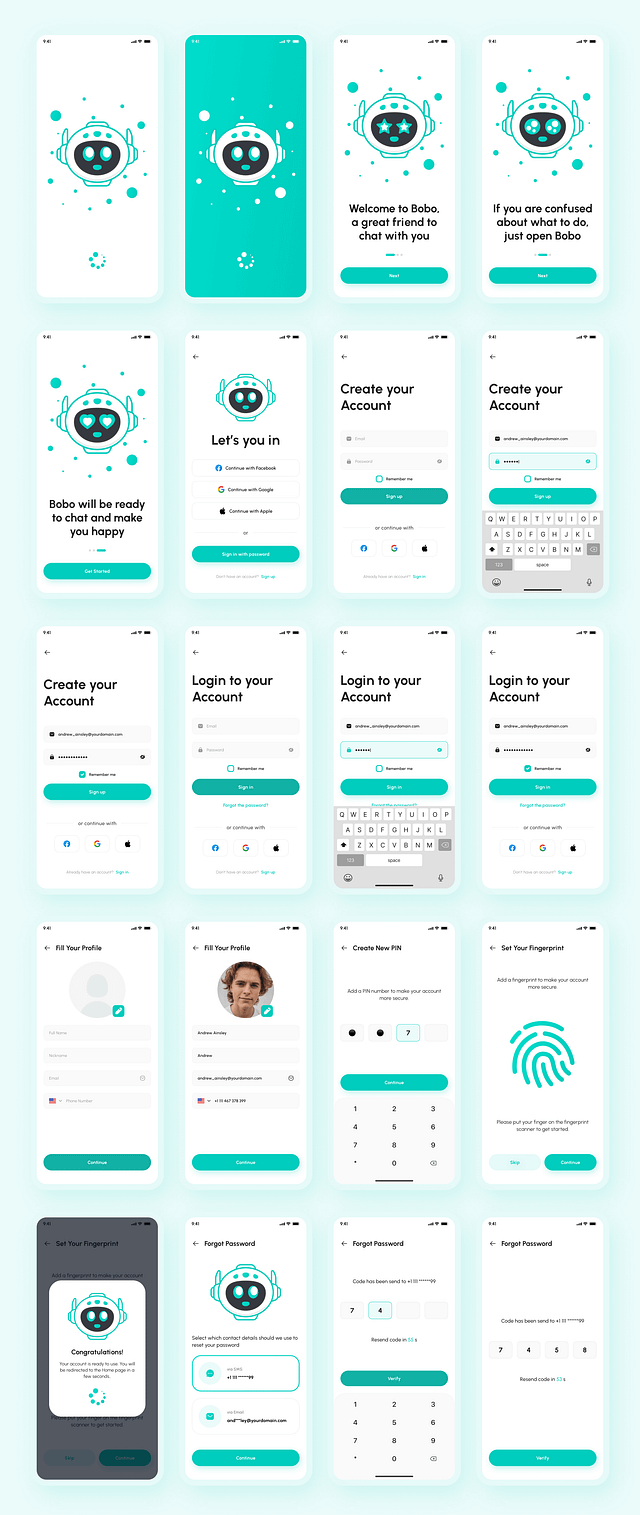 9:41
9:41
9:41
Welcome to Bobo,
a great friend to
chat with you
Next
9:41
If you are confused
about what to do,
just open Bobo
Next
9:41
Bobo will be ready
to chat and make
you happy
Get Started
9:41
Let's you in
Continue with Facebook
Continue with Google
Continue with Apple
or
Sign in with password
Don't have an account? Sign up
9:41
Create your
Account
Email
Password
Remember me
Sign up
or continue with
Already have an account? Sign in
9:41
Create your
Account
andrew_ainsley@yourdomain.com
Remember me
Sign up
Q W E R T Y U I O P
A S D F G H J K L
Z X C V B N M
123 space
9:41
Create your
Account
andrew_ainsley@yourdomain.com
Remember me
Sign up
or continue with
Already have an account? Sign in
9:41
Login to your
Account
Email
Password
Remember me
Sign in
Forgot the password?
or continue with
Don't have an account? Sign up
9:41
Login to your
Account
andrew_ainsley@yourdomain.com
Remember me
Sign in
Forgot the password?
Q W E R T Y U I O P
A S D F G H J K L
Z X C V B N M
123 space
9:41
Login to your
Account
andrew_ainsley@yourdomain.com
Remember me
Sign in
Forgot the password?
or continue with
Don't have an account? Sign up
9:41
Fill Your Profile
Full Name
Nickname
Email
Phone Number
Continue
9:41
Fill Your Profile
Andrew Ainsley
Andrew
andrew_ainsley@yourdomain.com
+1 111 467 378 399
Continue
9:41
Create New PIN
Add a PIN number to make your account
more secure.
7
Continue
1 2 3
4 5 6
7 8 9
* 0
9:41
Set Your Fingerprint
Add a fingerprint to make your account
more secure.
Please put your finger on the fingerprint
scanner to get started.
Skip Continue
9:41
Set Your Fingerprint
Add a fingerprint to make your account
Congratulations!
Your account is ready to use. You will
be redirected to the Home page in a
few seconds.
Please put your finger on the fingerprint
scanner to get started.
Skip Continue
9:41
Forgot Password
Select which contact details should we use to
reset your password
via SMS:
+1 111 ******99
via Email:
and***ley@yourdomain.com
Continue
9:41
Forgot Password
Code has been send to +1 111 ******99
7 4
Resend code in 53 s
Verify
1 2 3
4 5 6
7 8 9
* 0
9:41
Forgot Password
Code has been send to +1 111 ******99
7 4 5 8
Resend code in 53 s
Verify